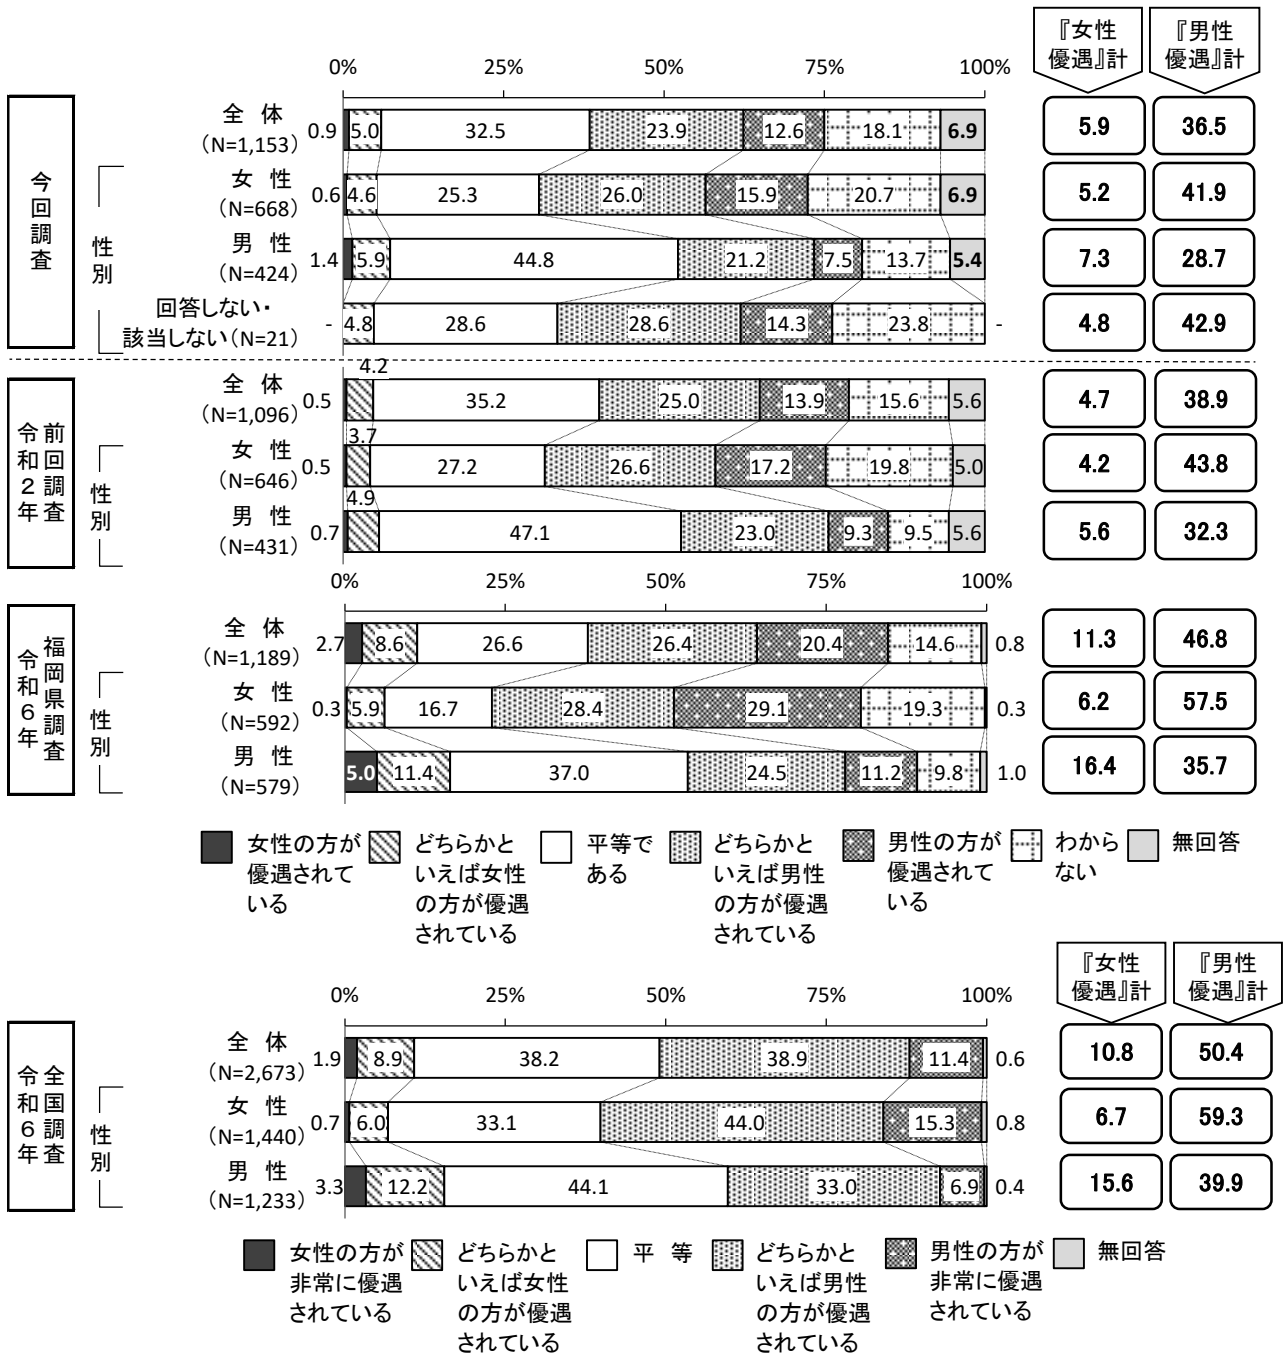 『女性
優遇』計
『男性
優遇』計
0% 25% 50% 75% 100%
今回調査
全 体
(N=1,153)
0.9 5.0 32.5 23.9 12.6 18.1 6.9 5.9 36.5
性別
女 性
(N=668)
0.6 4.6 25.3 26.0 15.9 20.7 6.9 5.2 41.9
男 性
(N=424)
1.4 5.9 44.8 21.2 7.5 13.7 5.4 7.3 28.7
回答しない・
該当しない(N=21)
- 4.8 28.6 28.6 14.3 23.8 - 4.8 42.9
前回調査
令和2年
全 体
(N=1,096)
0.5 4.2 35.2 25.0 13.9 15.6 5.6 4.7 38.9
性別
女 性
(N=646)
0.5 3.7 27.2 26.6 17.2 19.8 5.0 4.2 43.8
男 性
(N=431)
0.7 4.9 47.1 23.0 9.3 9.5 5.6 5.6 32.3
0% 25% 50% 75% 100%
福岡県調査
令和6年
全 体
(N=1,189)
2.7 8.6 26.6 26.4 20.4 14.6 0.8 11.3 46.8
性別
女 性
(N=592)
0.3 5.9 16.7 28.4 29.1 19.3 0.3 6.2 57.5
男 性
(N=579)
5.0 11.4 37.0 24.5 11.2 9.8 1.0 16.4 35.7
女性の方が
優遇されて
いる
どちらかと
いえば女性
の方が優遇
されている
平等で
ある
どちらかと
いえば男性
の方が優遇
されている
男性の方が
優遇されて
いる
わから
ない
無回答
『女性
優遇』計
『男性
優遇』計
0% 25% 50% 75% 100%
全国調査
令和6年
全 体
(N=2,673)
1.9 8.9 38.2 38.9 11.4 0.6 10.8 50.4
性別
女 性
(N=1,440)
0.7 6.0 33.1 44.0 15.3 0.8 6.7 59.3
男 性
(N=1,233)
3.3 12.2 44.1 33.0 6.9 0.4 15.6 39.9
女性の方が
非常に優遇
されている
どちらかと
いえば女性
の方が優遇
されている
平 等
どちらかと
いえば男性
の方が優遇
されている
男性の方が
非常に優遇
されている
無回答